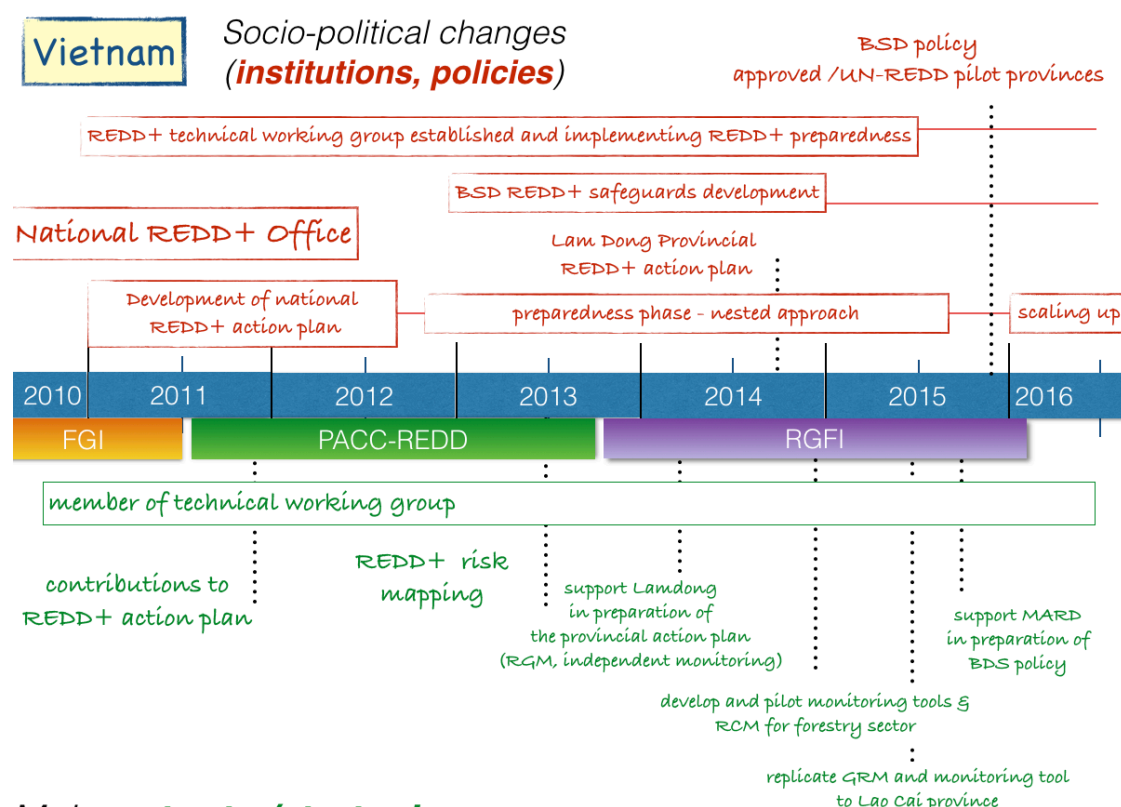 Vietnam
Socio-political changes
(institutions, policies)
BSD policy
approved /UN-REDD pilot provinces
REDD+ technical working group established and implementing REDD+ preparedness
BSD REDD+ safeguards development
National REDD+ Office
Lam Dong Provincial
REDD+ action plan
Development of national
REDD+ action plan
preparedness phase - nested approach
scaling up
2010 2011 2012 2013 2014 2015 2016
FGI PACC-REDD RGFI
member of technical working group
contributions to
REDD+ action plan
REDD+ risk
mapping
support Lamdong
in preparation of
the provincial action plan
(RGM, independent monitoring)
support MARD
in preparation of
BDS policy
develop and pilot monitoring tools &
RCM for forestry sector
replicate GRM and monitoring tool
to Lao Cai province